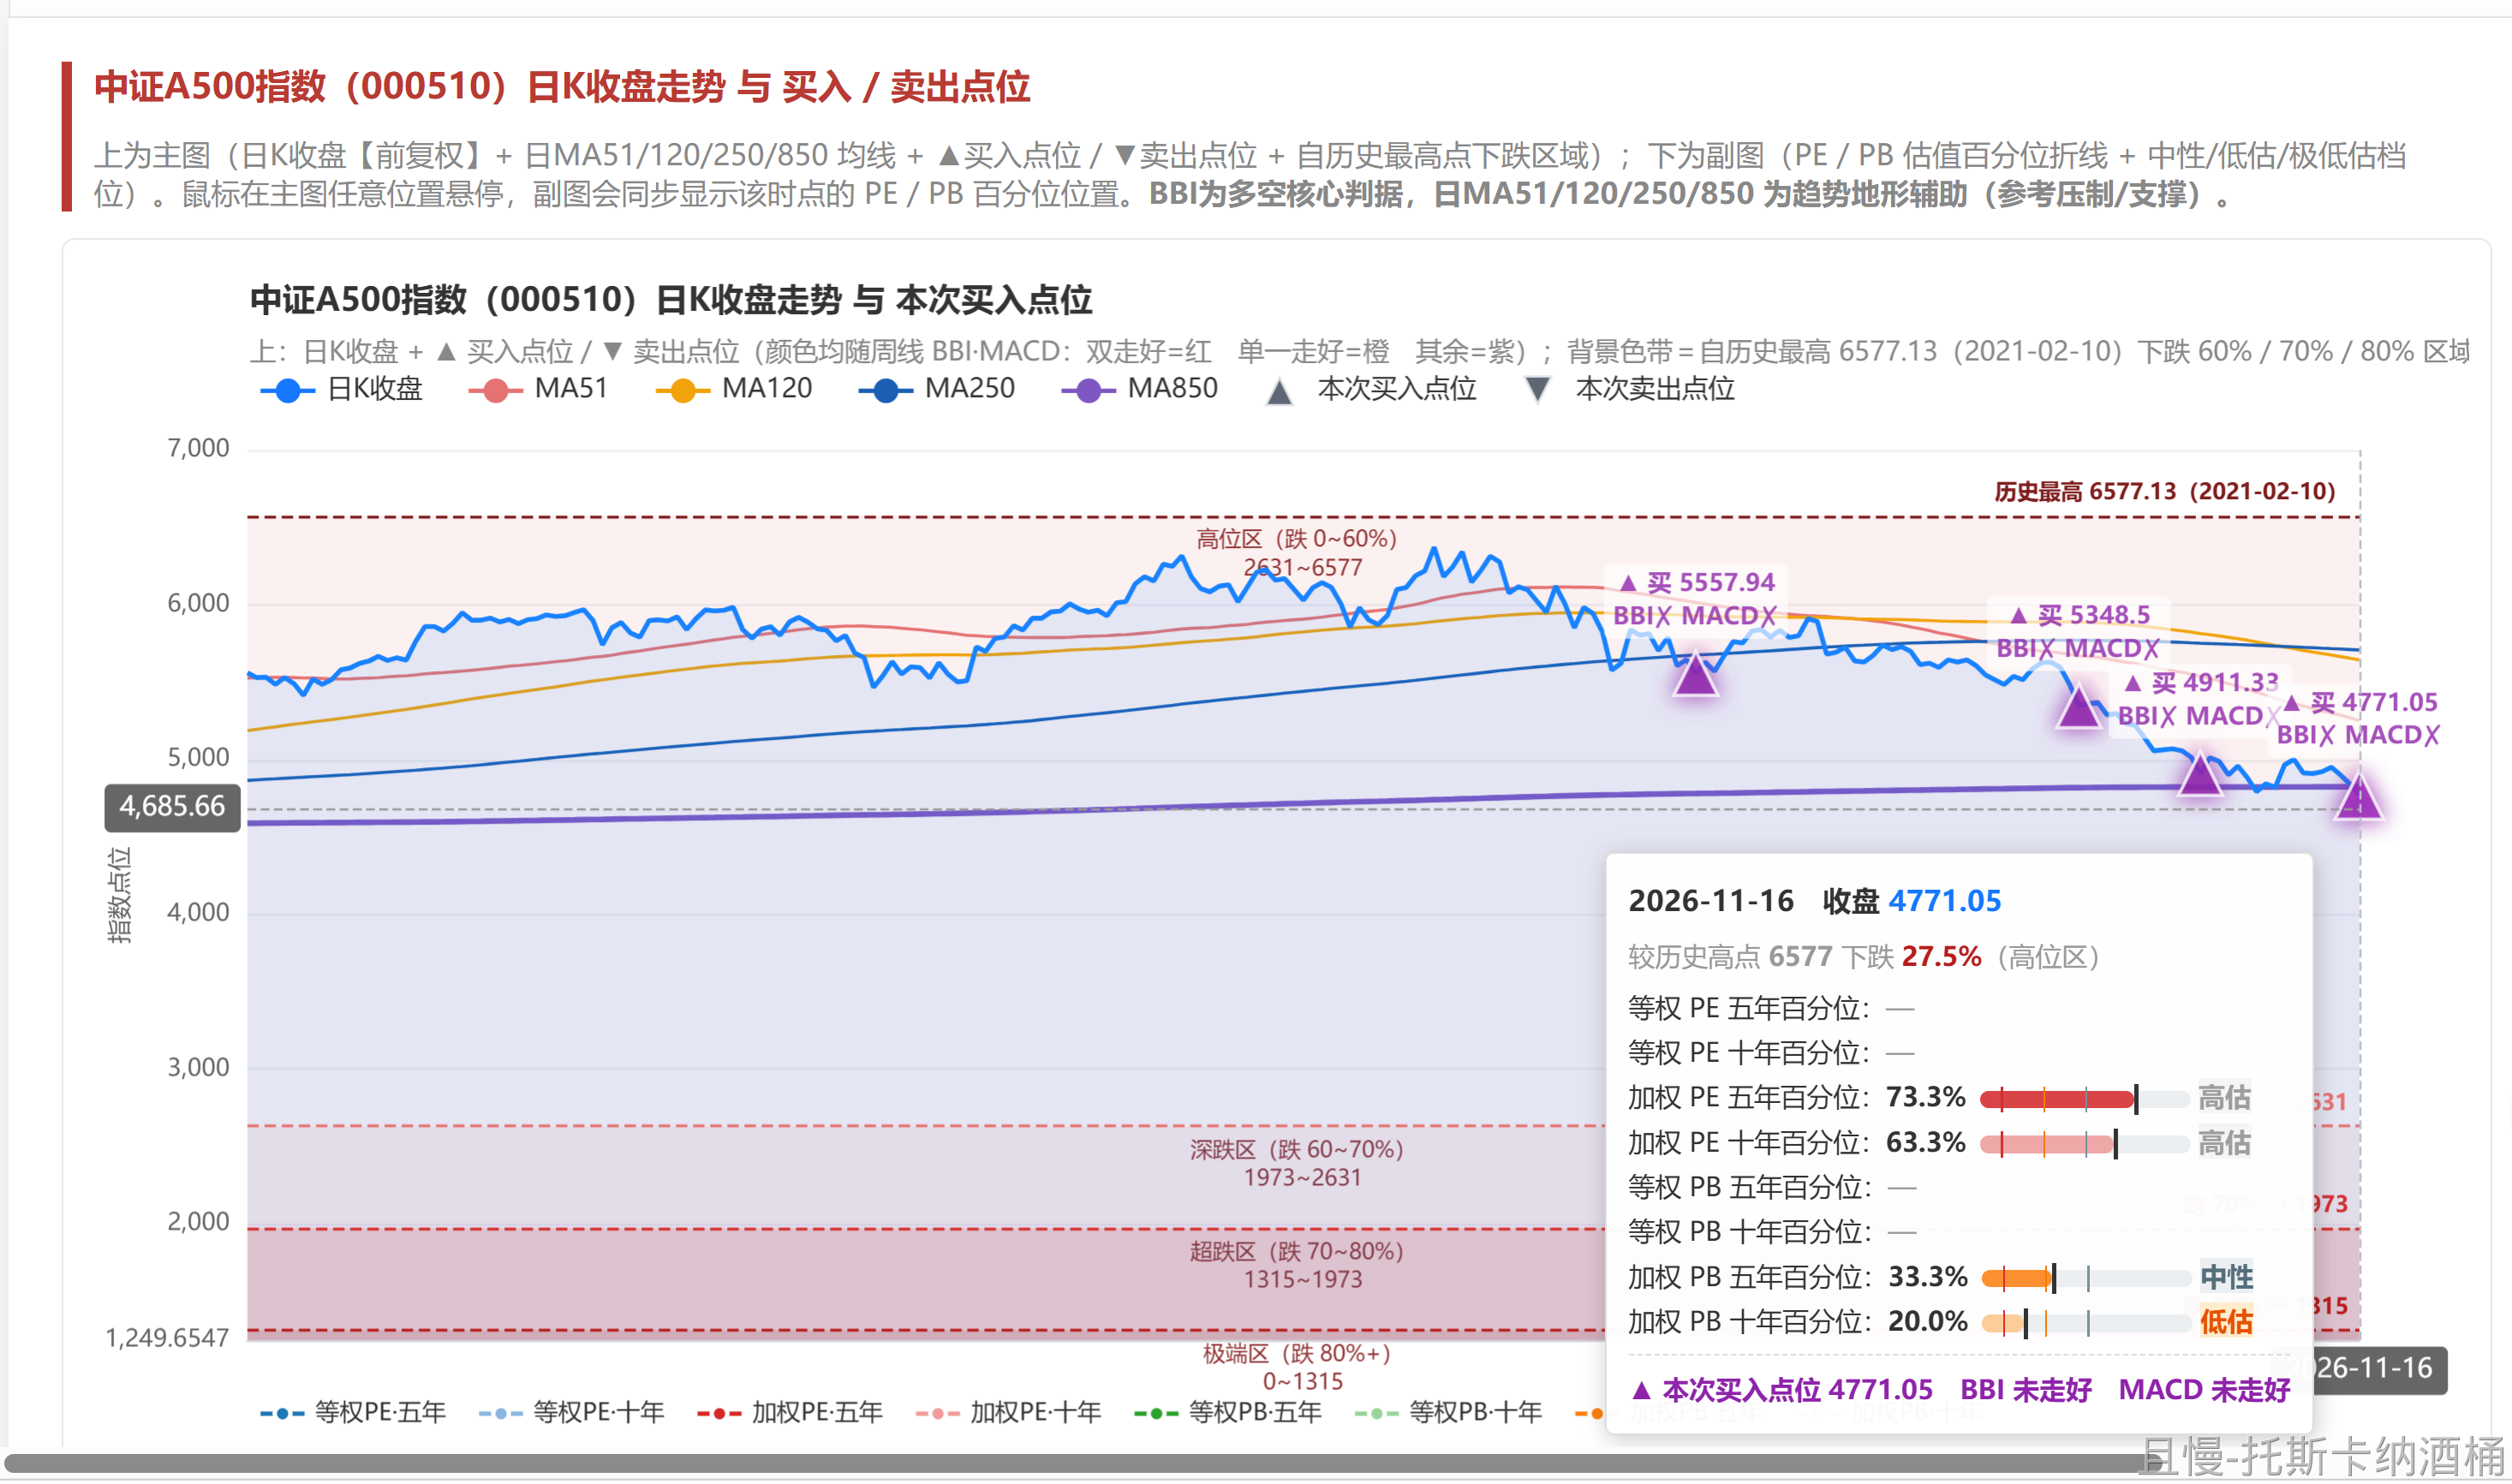 中证A500指数（000510）日K收盘走势 与 买入 / 卖出点位
上为主图（日K收盘【前复权】+ 日MA51/120/250/850 均线 + ▲买入点位 / ▼卖出点位 + 自历史最高点下跌区域）；下为副图（PE / PB 估值百分位折线 + 中性/低估/极低估档
位）。鼠标在主图任意位置悬停，副图会同步显示该时点的 PE / PB 百分位位置。BBI为多空核心判据，日MA51/120/250/850 为趋势地形辅助（参考压制/支撑）。
中证A500指数（000510）日K收盘走势 与 本次买入点位
上：日K收盘 + ▲ 买入点位 / ▼ 卖出点位（颜色均随周线 BBI·MACD：双走好=红　单一走好=橙　其余=紫）；背景色带＝自历史最高 6577.13（2021-02-10）下跌 60% / 70% / 80% 区域
日K收盘 MA51 MA120 MA250 MA850 本次买入点位 本次卖出点位
7,000
历史最高 6577.13（2021-02-10）
高位区（跌 0~60%）
2631~6577
▲ 买 5557.94
BBI╳ MACD╳
6,000
▲ 买 5348.5
BBI╳ MACD╳
▲ 买 4911.33
BBI╳ MACD╳
▲ 买 4771.05
BBI╳ MACD╳
5,000
4,685.66
指数点位
4,000
3,000
深跌区（跌 60~70%）
1973~2631
2,000
超跌区（跌 70~80%）
1315~1973
1,249.6547
极端区（跌 80%+）
0~1315
2026-11-16　收盘 4771.05
较历史高点 6577 下跌 27.5%（高位区）
等权 PE 五年百分位：—
等权 PE 十年百分位：—
加权 PE 五年百分位：73.3% 高估
631
加权 PE 十年百分位：63.3% 高估
等权 PB 五年百分位：—
跌 70% — 1973
等权 PB 十年百分位：—
加权 PB 五年百分位：33.3% 中性
315
加权 PB 十年百分位：20.0% 低估
▲ 本次买入点位 4771.05　BBI 未走好　MACD 未走好
026-11-16
等权PE·五年 等权PE·十年 加权PE·五年 加权PE·十年 等权PB·五年 等权PB·十年 加权PB·五年 加权PB·十年
且慢-托斯卡纳酒桶